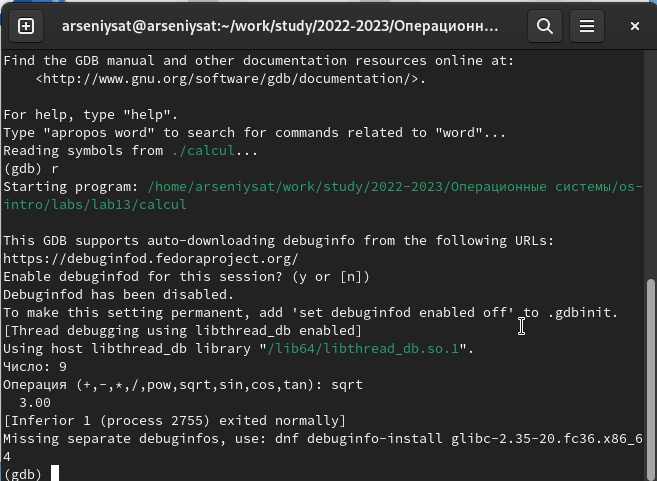 arseniysat@arseniysat:~/work/study/2022-2023/Операционн...
Find the GDB manual and other documentation resources online at:
    <http://www.gnu.org/software/gdb/documentation/>.
For help, type "help".
Type "apropos word" to search for commands related to "word"...
Reading symbols from ./calcul...
(gdb) r
Starting program: /home/arseniysat/work/study/2022-2023/Операционные системы/os-
intro/labs/lab13/calcul
This GDB supports auto-downloading debuginfo from the following URLs:
https://debuginfod.fedoraproject.org/
Enable debuginfod for this session? (y or [n])
Debuginfod has been disabled.
To make this setting permanent, add 'set debuginfod enabled off' to .gdbinit.
[Thread debugging using libthread_db enabled]
Using host libthread_db library "/lib64/libthread_db.so.1".
Число: 9
Операция (+,-,*,/,pow,sqrt,sin,cos,tan): sqrt
  3.00
[Inferior 1 (process 2755) exited normally]
Missing separate debuginfos, use: dnf debuginfo-install glibc-2.35-20.fc36.x86_6
4
(gdb)